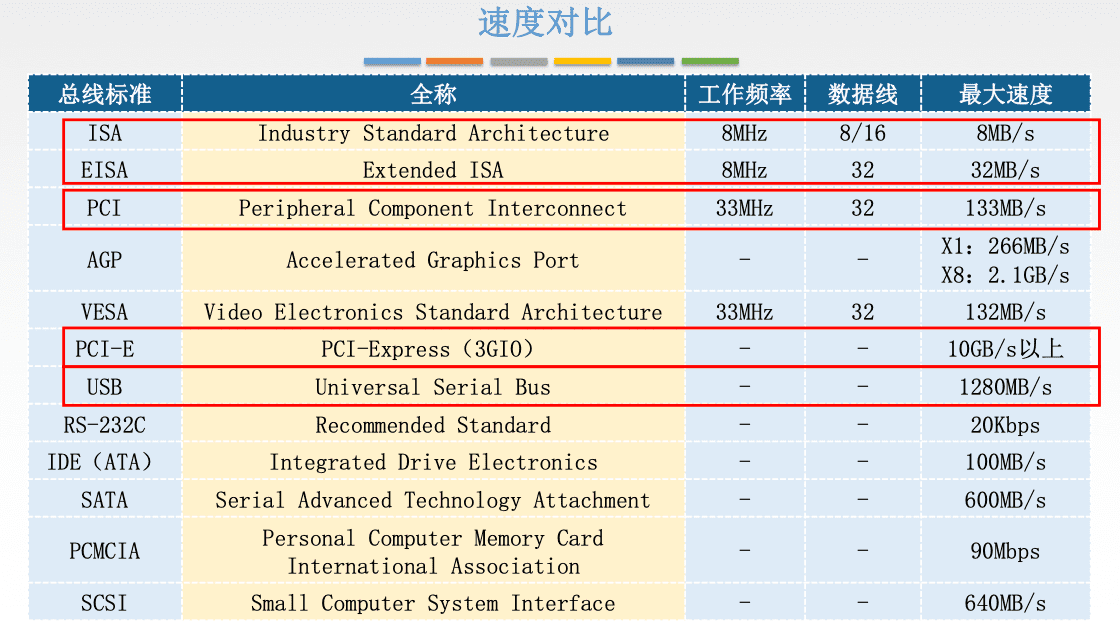 速度对比
总线标准 全称 工作频率 数据线 最大速度
ISA Industry Standard Architecture 8MHz 8/16 8MB/s
EISA Extended ISA 8MHz 32 32MB/s
PCI Peripheral Component Interconnect 33MHz 32 133MB/s
AGP Accelerated Graphics Port - - X1：266MB/s
X8：2.1GB/s
VESA Video Electronics Standard Architecture 33MHz 32 132MB/s
PCI-E PCI-Express（3GIO） - - 10GB/s以上
USB Universal Serial Bus - - 1280MB/s
RS-232C Recommended Standard - - 20Kbps
IDE（ATA） Integrated Drive Electronics - - 100MB/s
SATA Serial Advanced Technology Attachment - - 600MB/s
PCMCIA Personal Computer Memory Card
International Association - - 90Mbps
SCSI Small Computer System Interface - - 640MB/s